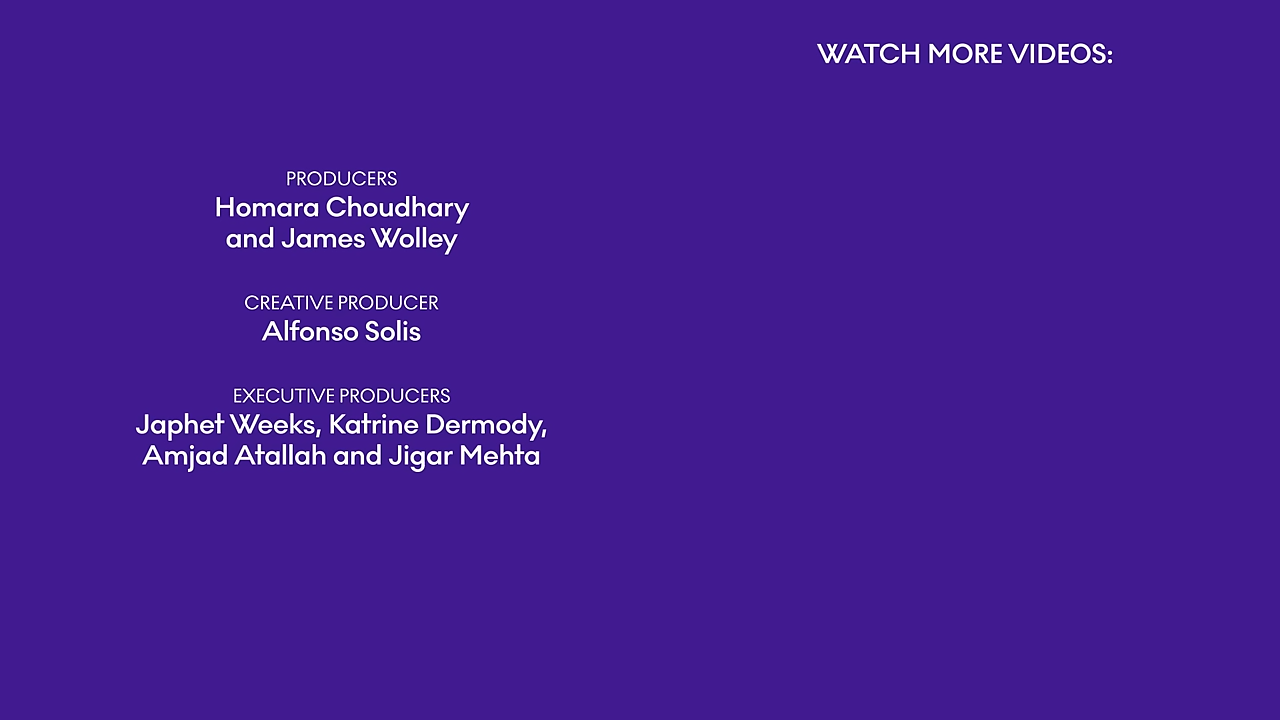 WATCH MORE VIDEOS:
PRODUCERS
Homara Choudhary
and James Wolley
CREATIVE PRODUCER
Alfonso Solis
EXECUTIVE PRODUCERS
Japhet Weeks, Katrine Dermody,
Amjad Atallah and Jigar Mehta